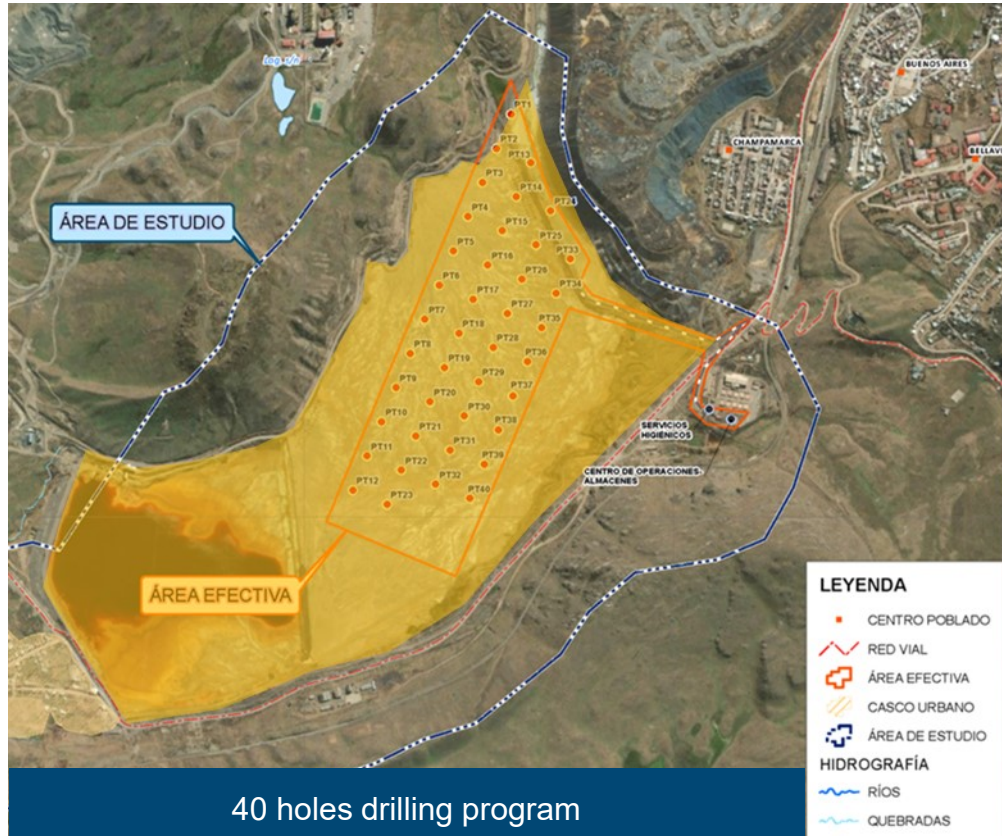 Lag. s/n
BUENOS AIRES
CHAMPAMARCA
ÁREA DE ESTUDIO
PT1
PT2
PT13
PT3
PT14
PT4
PT24
PT15
PT5
PT25
PT33
PT16
PT6
PT26
PT34
PT17
PT7
PT27
PT35
PT18
PT8
PT28
PT36
PT19
PT9
PT29
PT37
PT20
PT10
PT30
PT38
PT21
PT11
PT31
PT39
PT22
PT12
PT32
PT40
PT23
SERVICIOS
HIGIÉNICOS
CENTRO DE OPERACIONES-
ALMACENES
ÁREA EFECTIVA
LEYENDA
CENTRO POBLADO
RED VIAL
ÁREA EFECTIVA
CASCO URBANO
ÁREA DE ESTUDIO
HIDROGRAFÍA
RÍOS
QUEBRADAS
40 holes drilling program